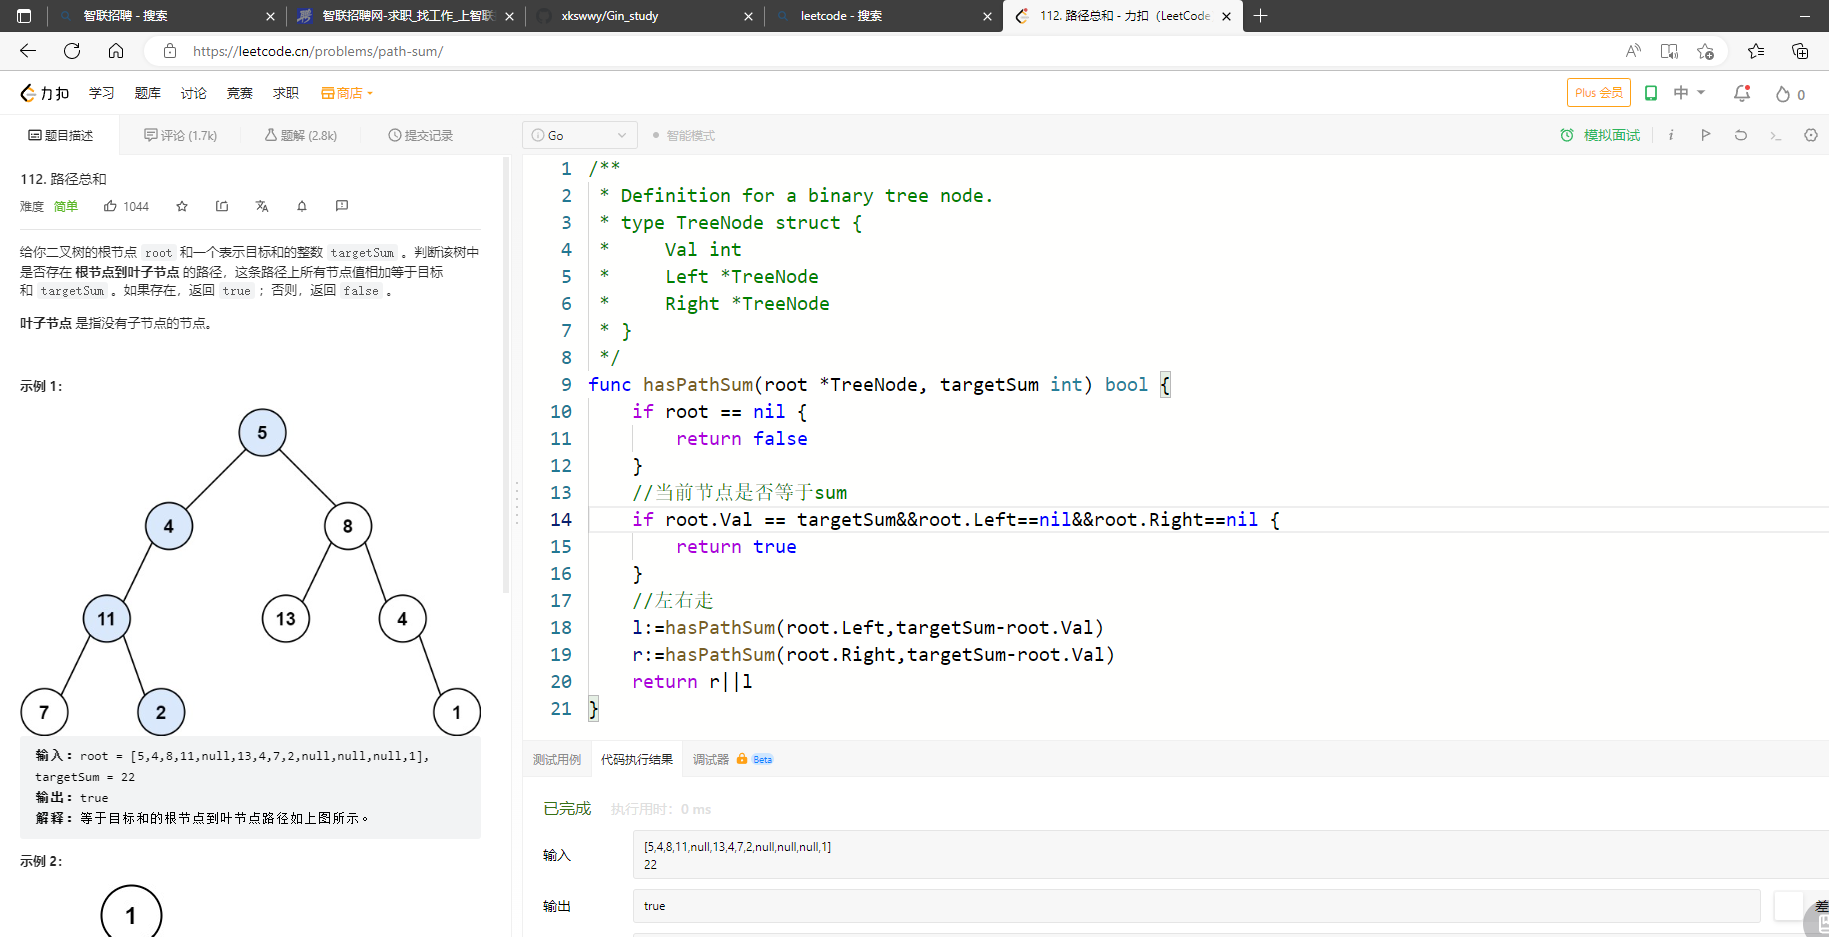 智联招聘 - 搜索
智联招聘网-求职_找工作_上智联
xkswwy/Gin_study
leetcode - 搜索
112. 路径总和 - 力扣 (LeetCode
https://leetcode.cn/problems/path-sum/
力扣 学习 题库 讨论 竞赛 求职 商店
Plus 会员 中 0
题目描述 评论 (1.7k) 题解 (2.8k) 提交记录
Go 智能模式 模拟面试
112. 路径总和
难度 简单 1044
给你二叉树的根节点 root 和一个表示目标和的整数 targetSum 。判断该树中
是否存在 根节点到叶子节点 的路径，这条路径上所有节点值相加等于目标
和 targetSum 。如果存在，返回 true ；否则，返回 false 。
叶子节点 是指没有子节点的节点。
示例 1：
5
4 8
11 13 4
7 2 1
输入：root = [5,4,8,11,null,13,4,7,2,null,null,null,1],
targetSum = 22
输出：true
解释：等于目标和的根节点到叶节点路径如上图所示。
示例 2：
1
1 /**
2 * Definition for a binary tree node.
3 * type TreeNode struct {
4 *     Val int
5 *     Left *TreeNode
6 *     Right *TreeNode
7 * }
8 */
9 func hasPathSum(root *TreeNode, targetSum int) bool {
10     if root == nil {
11         return false
12     }
13     //当前节点是否等于sum
14     if root.Val == targetSum&&root.Left==nil&&root.Right==nil {
15         return true
16     }
17     //左右走
18     l:=hasPathSum(root.Left,targetSum-root.Val)
19     r:=hasPathSum(root.Right,targetSum-root.Val)
20     return r||l
21 }
测试用例 代码执行结果 调试器 Beta
已完成 执行用时：0 ms
输入
[5,4,8,11,null,13,4,7,2,null,null,null,1]
22
输出
true
差